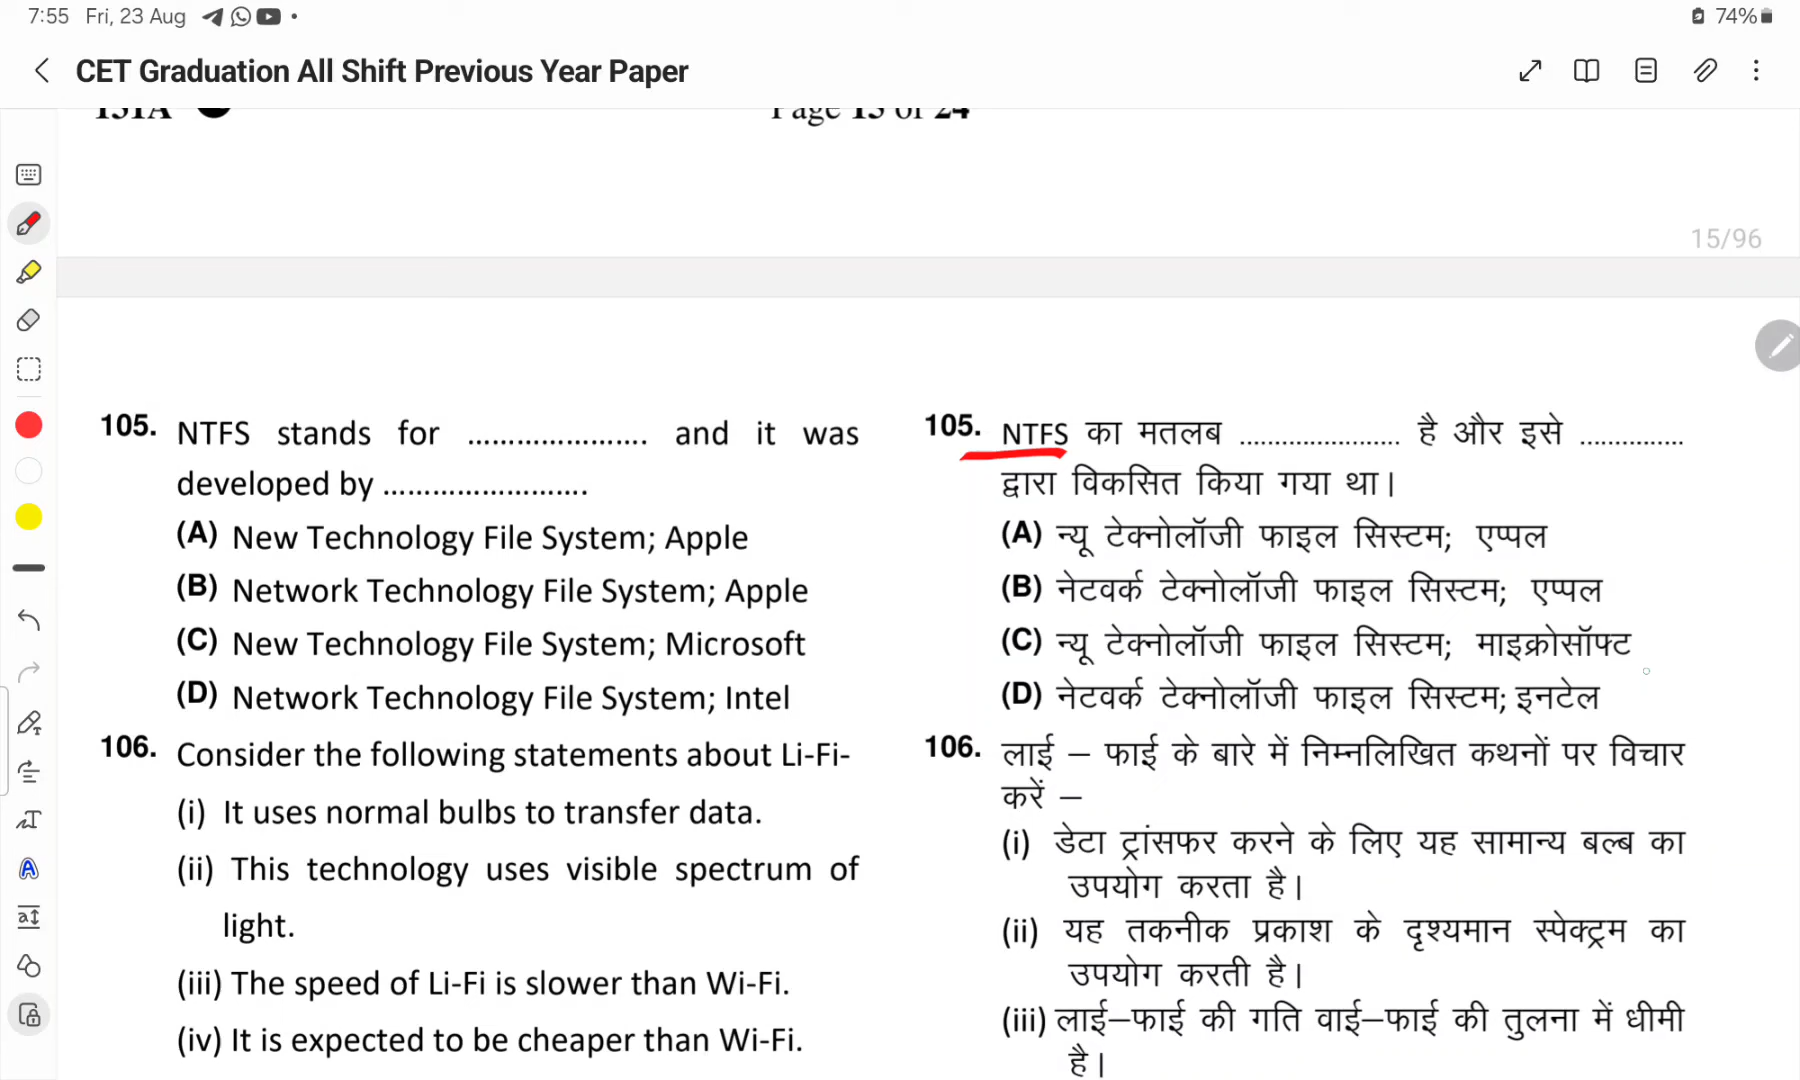 7:55 Fri, 23 Aug
74%
CET Graduation All Shift Previous Year Paper
Page 15 of 24
15/96
105. NTFS stands for ...................... and it was
developed by .........................
(A) New Technology File System; Apple
(B) Network Technology File System; Apple
(C) New Technology File System; Microsoft
(D) Network Technology File System; Intel
106. Consider the following statements about Li-Fi-
(i) It uses normal bulbs to transfer data.
(ii) This technology uses visible spectrum of
light.
(iii) The speed of Li-Fi is slower than Wi-Fi.
(iv) It is expected to be cheaper than Wi-Fi.
105. NTFS का मतलब ....................... है और इसे ...............
द्वारा विकसित किया गया था।
(A) न्यू टेक्नोलॉजी फाइल सिस्टम; एप्पल
(B) नेटवर्क टेक्नोलॉजी फाइल सिस्टम; एप्पल
(C) न्यू टेक्नोलॉजी फाइल सिस्टम; माइक्रोसॉफ्ट
(D) नेटवर्क टेक्नोलॉजी फाइल सिस्टम; इनटेल
106. लाई – फाई के बारे में निम्नलिखित कथनों पर विचार
करें –
(i) डेटा ट्रांसफर करने के लिए यह सामान्य बल्ब का
उपयोग करता है।
(ii) यह तकनीक प्रकाश के दृश्यमान स्पेक्ट्रम का
उपयोग करती है।
(iii) लाई–फाई की गति वाई–फाई की तुलना में धीमी
है।